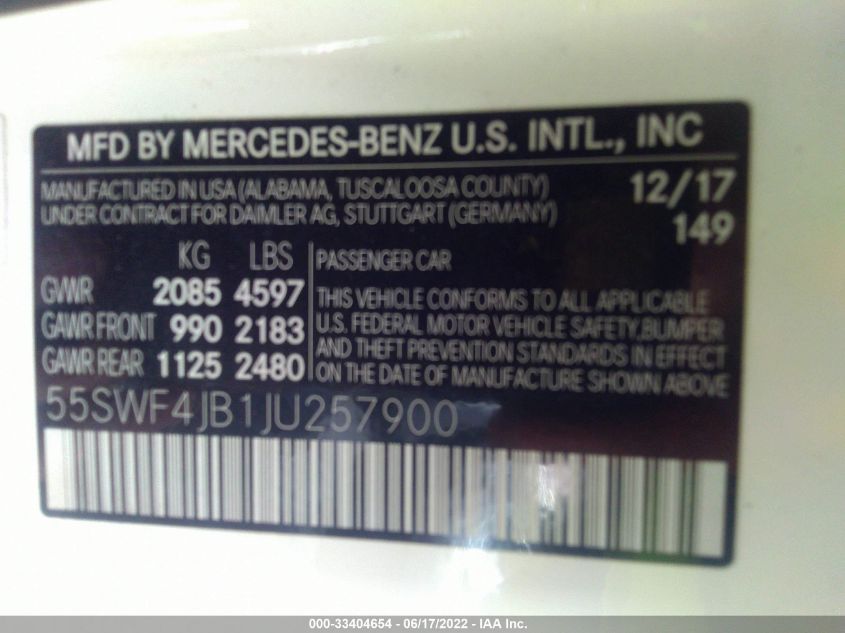 MFD BY MERCEDES-BENZ U.S. INTL., INC
MANUFACTURED IN USA (ALABAMA, TUSCALOOSA COUNTY) 12/17
UNDER CONTRACT FOR DAIMLER AG, STUTTGART (GERMANY) 149
KG LBS
PASSENGER CAR
GVWR 2085 4597
GAWR FRONT 990 2183
GAWR REAR 1125 2480
THIS VEHICLE CONFORMS TO ALL APPLICABLE
U.S. FEDERAL MOTOR VEHICLE SAFETY, BUMPER
AND THEFT PREVENTION STANDARDS IN EFFECT
ON THE DATE OF MANUFACTURE SHOWN ABOVE
55SWF4JB1JU257900
000-33404654 - 06/17/2022 - IAA Inc.